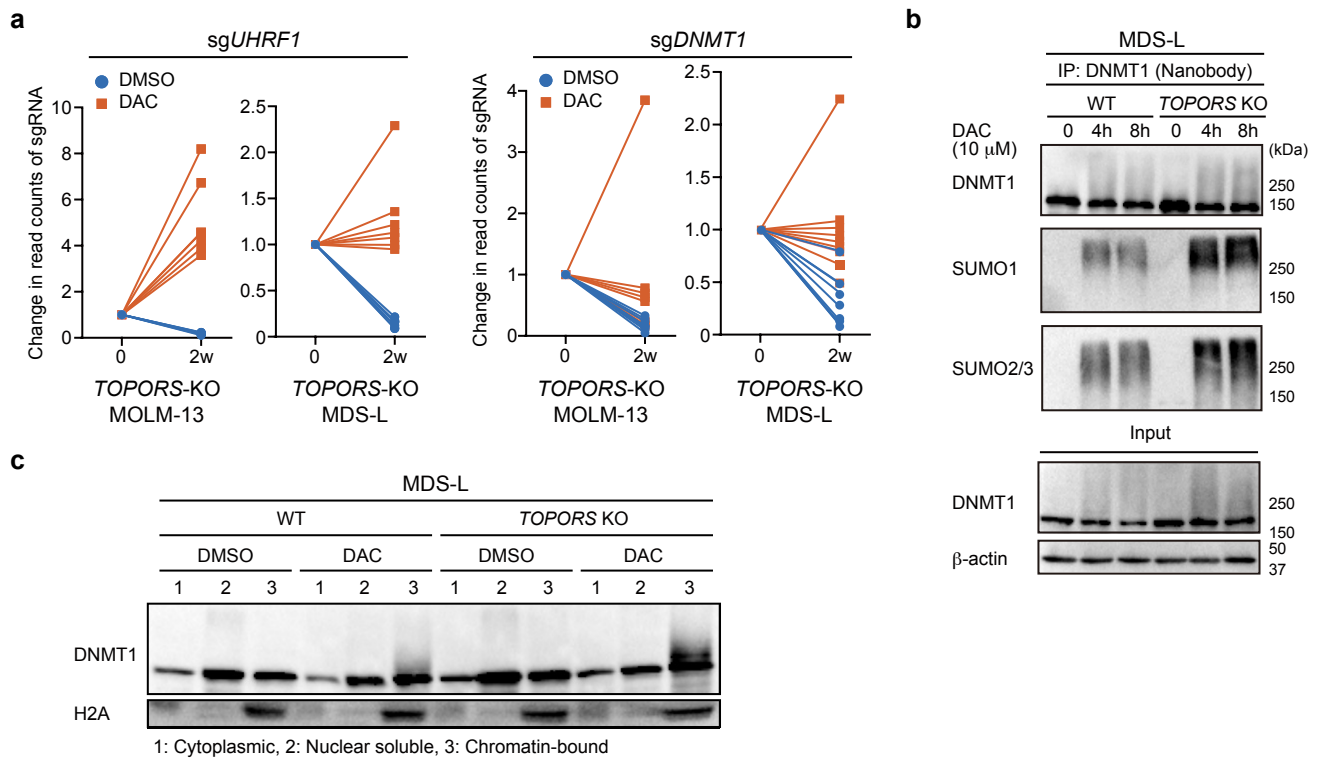 a
sgUHRF1
sgDNMT1
DMSO
DAC
DMSO
DAC
Change in read counts of sgRNA
10
8
6
4
2
0
0
2w
TOPORS-KO
MOLM-13
2.5
2.0
1.5
1.0
0.5
0
0
2w
TOPORS-KO
MDS-L
Change in read counts of sgRNA
4
3
2
1
0
0
2w
TOPORS-KO
MOLM-13
2.5
2.0
1.5
1.0
0.5
0
0
2w
TOPORS-KO
MDS-L
b
MDS-L
IP: DNMT1 (Nanobody)
WT TOPORS KO
DAC 0 4h 8h 0 4h 8h
(10 µM) (kDa)
DNMT1
250
150
SUMO1
250
150
SUMO2/3
250
150
Input
DNMT1
250
150
β-actin
50
37
c
MDS-L
WT TOPORS KO
DMSO DAC DMSO DAC
1 2 3 1 2 3 1 2 3 1 2 3
DNMT1
H2A
1: Cytoplasmic, 2: Nuclear soluble, 3: Chromatin-bound